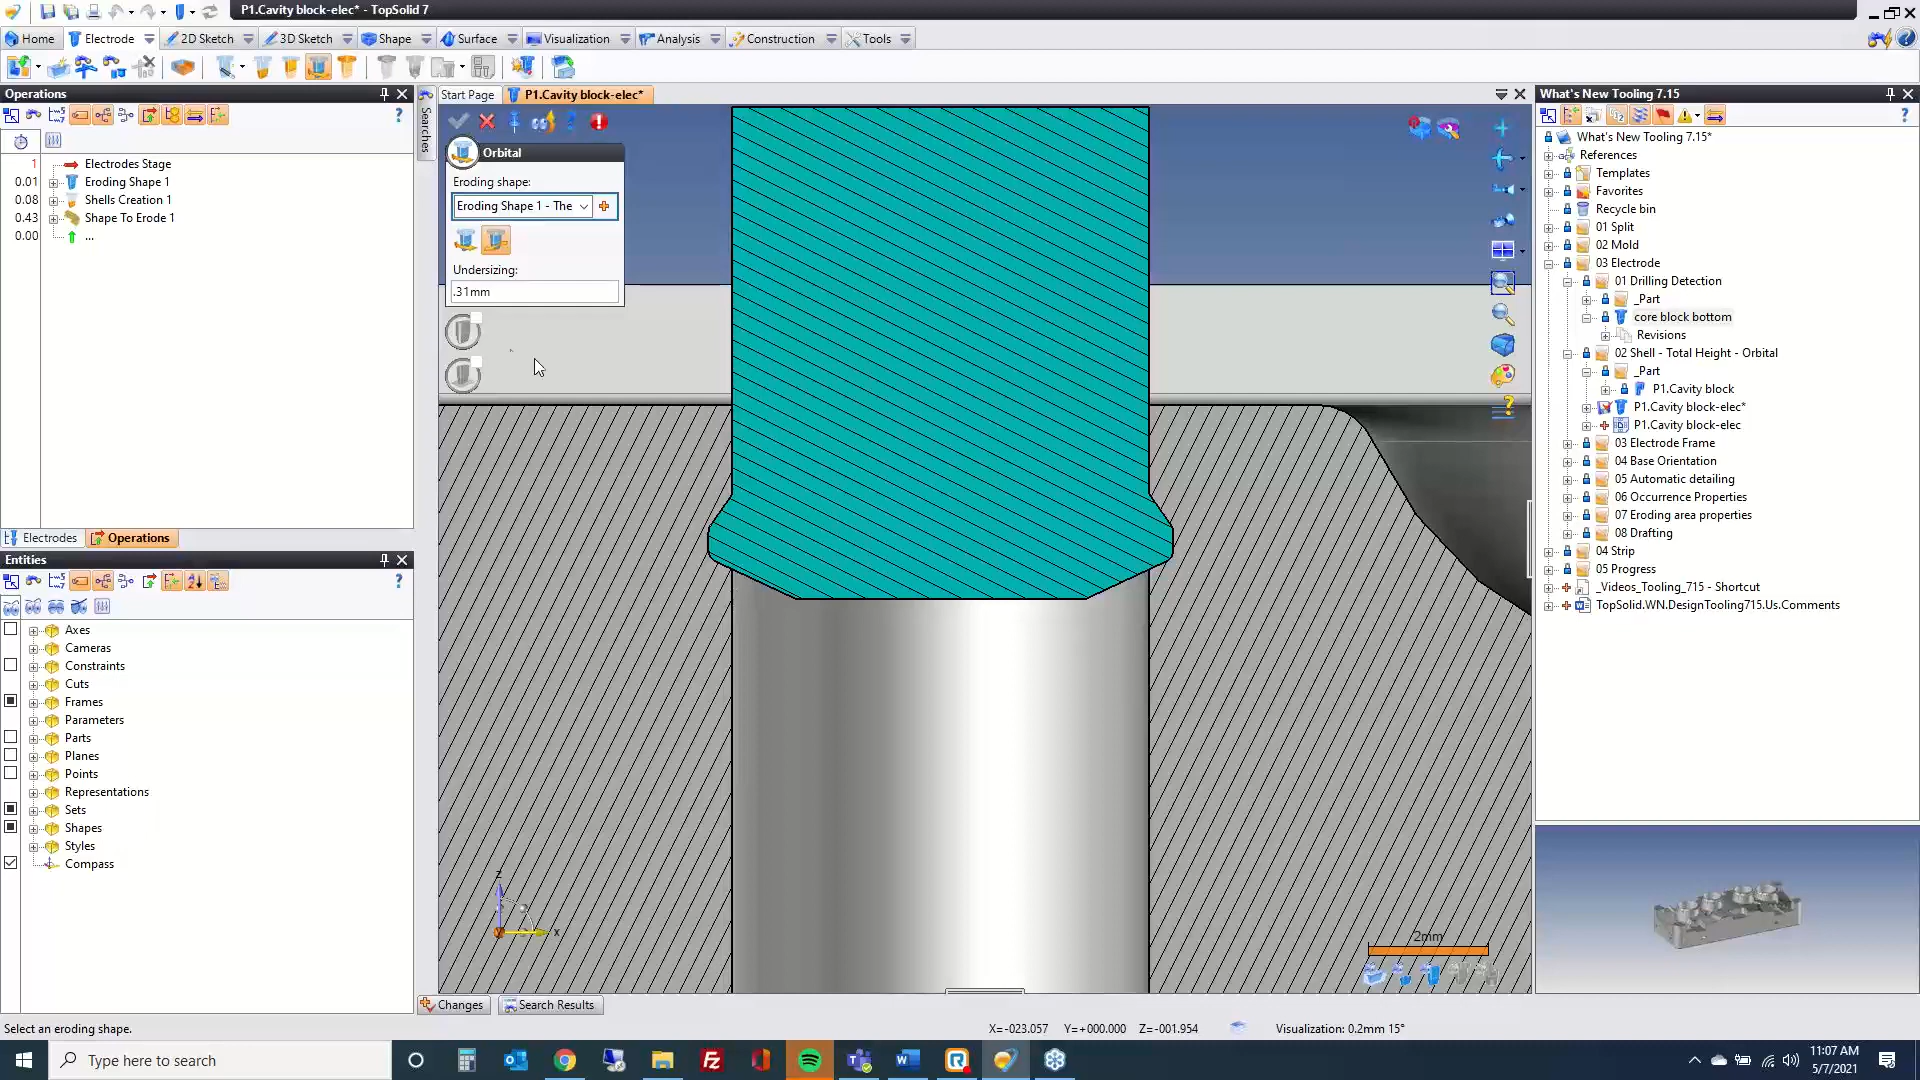 P1.Cavity block-elec* - TopSolid 7
Home
Electrode
2D Sketch
3D Sketch
Shape
Surface
Visualization
Analysis
Construction
Tools
Operations
1 Electrodes Stage
0.01 Eroding Shape 1
0.08 Shells Creation 1
0.43 Shape To Erode 1
0.00 ...
Electrodes
Operations
Entities
Axes
Cameras
Constraints
Cuts
Frames
Parameters
Parts
Planes
Points
Representations
Sets
Shapes
Styles
Compass
Searches
Start Page
P1.Cavity block-elec*
Orbital
Eroding shape:
Eroding Shape 1 - The
Undersizing:
.31mm
z
x
2mm
What's New Tooling 7.15
What's New Tooling 7.15*
References
Templates
Favorites
Recycle bin
01 Split
02 Mold
03 Electrode
01 Drilling Detection
_Part
core block bottom
Revisions
02 Shell - Total Height - Orbital
_Part
P1.Cavity block
P1.Cavity block-elec*
P1.Cavity block-elec
03 Electrode Frame
04 Base Orientation
05 Automatic detailing
06 Occurrence Properties
07 Eroding area properties
08 Drafting
04 Strip
05 Progress
_Videos_Tooling_715 - Shortcut
TopSolid.WN.DesignTooling715.Us.Comments
Changes
Search Results
Select an eroding shape.
X=-023.057 Y=+000.000 Z=-001.954
Visualization: 0.2mm 15°
Type here to search
11:07 AM
5/7/2021